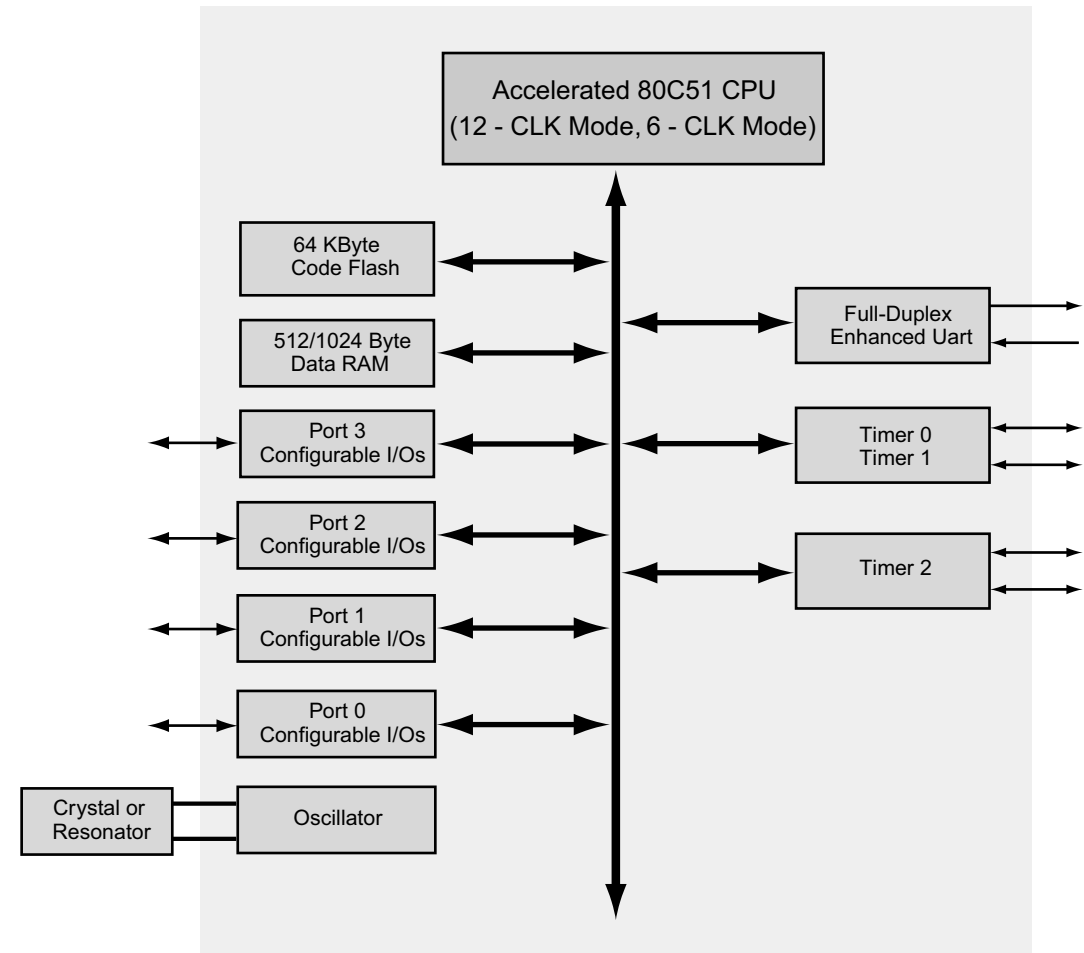 Accelerated 80C51 CPU
(12 - CLK Mode, 6 - CLK Mode)
64 KByte
Code Flash
512/1024 Byte
Data RAM
Port 3
Configurable I/Os
Port 2
Configurable I/Os
Port 1
Configurable I/Os
Port 0
Configurable I/Os
Crystal or
Resonator
Oscillator
Full-Duplex
Enhanced Uart
Timer 0
Timer 1
Timer 2